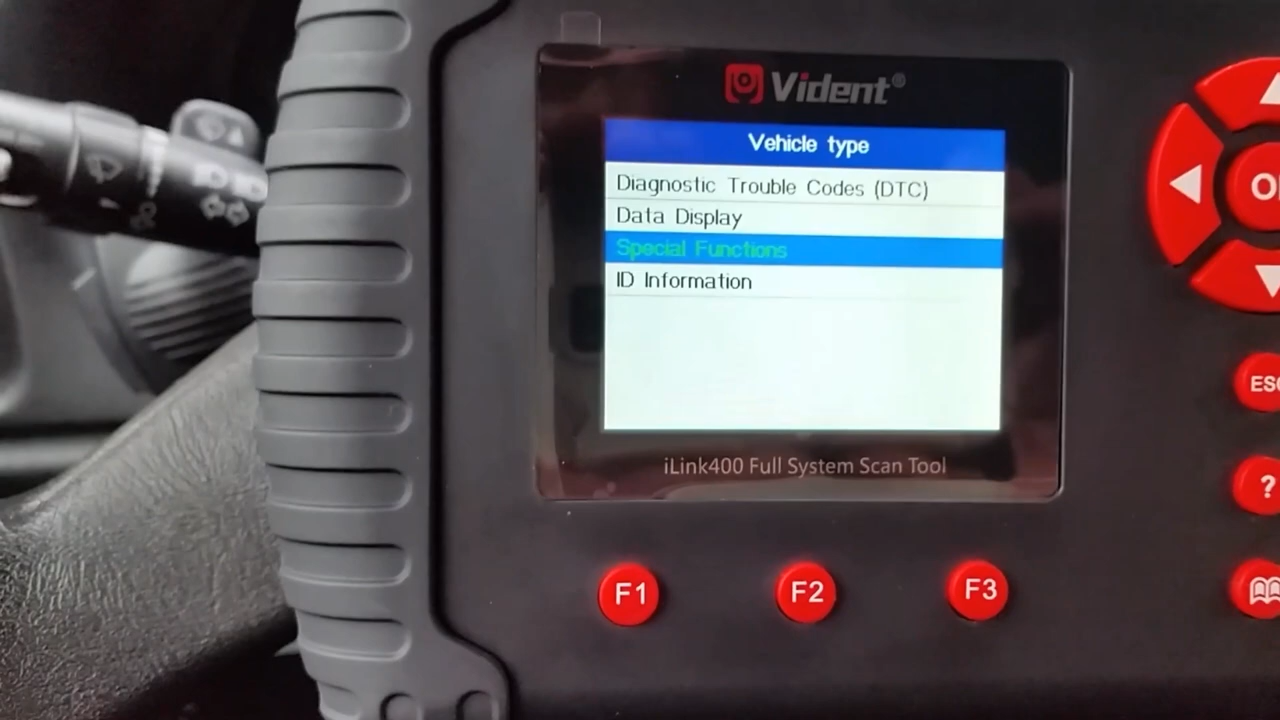 Vident®
Vehicle type
Diagnostic Trouble Codes (DTC)
Data Display
Special Functions
ID Information
iLink400 Full System Scan Tool
F1
F2
F3
?